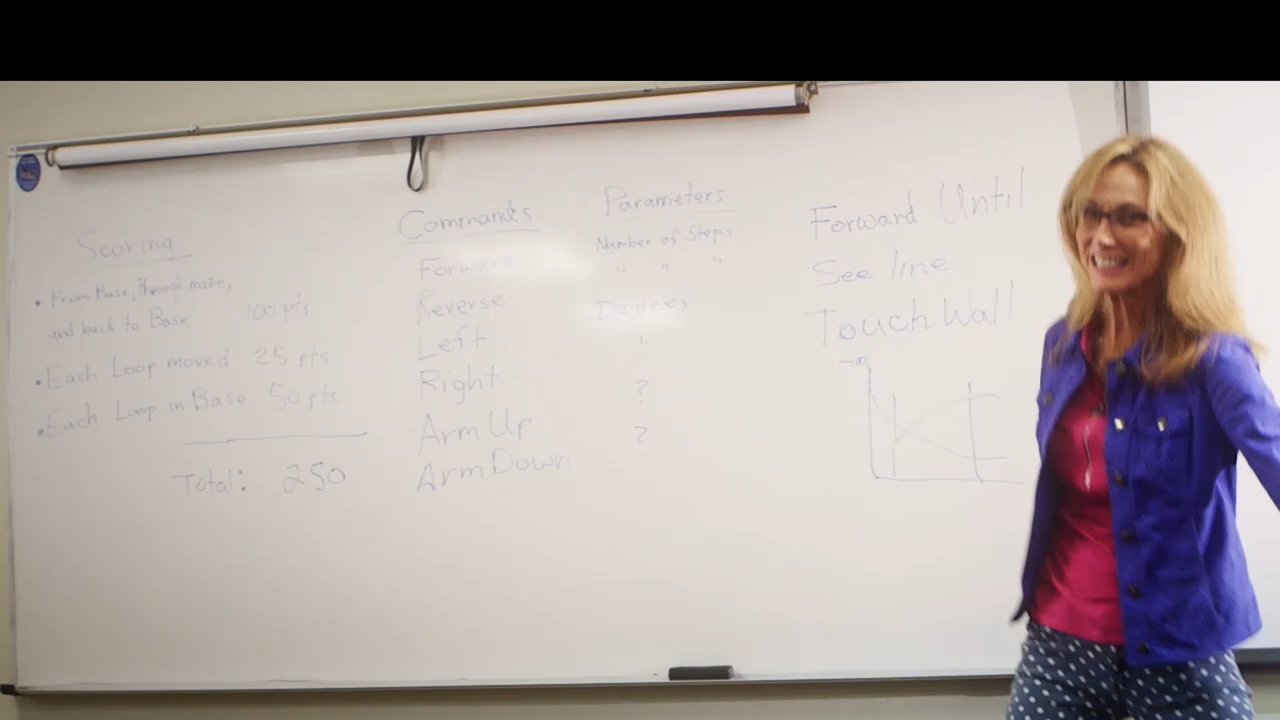 Scoring
• From Base, through maze,
and back to Base 100 pts
• Each Loop moved 25 pts
• Each Loop in Base 50 pts.
Total: 250
Commands
Forward
Reverse
Left
Right
Arm Up
Arm Down
Parameters
Number of Steps
" " "
Degrees
"
?
?
Forward Until
See line
Touch Wall